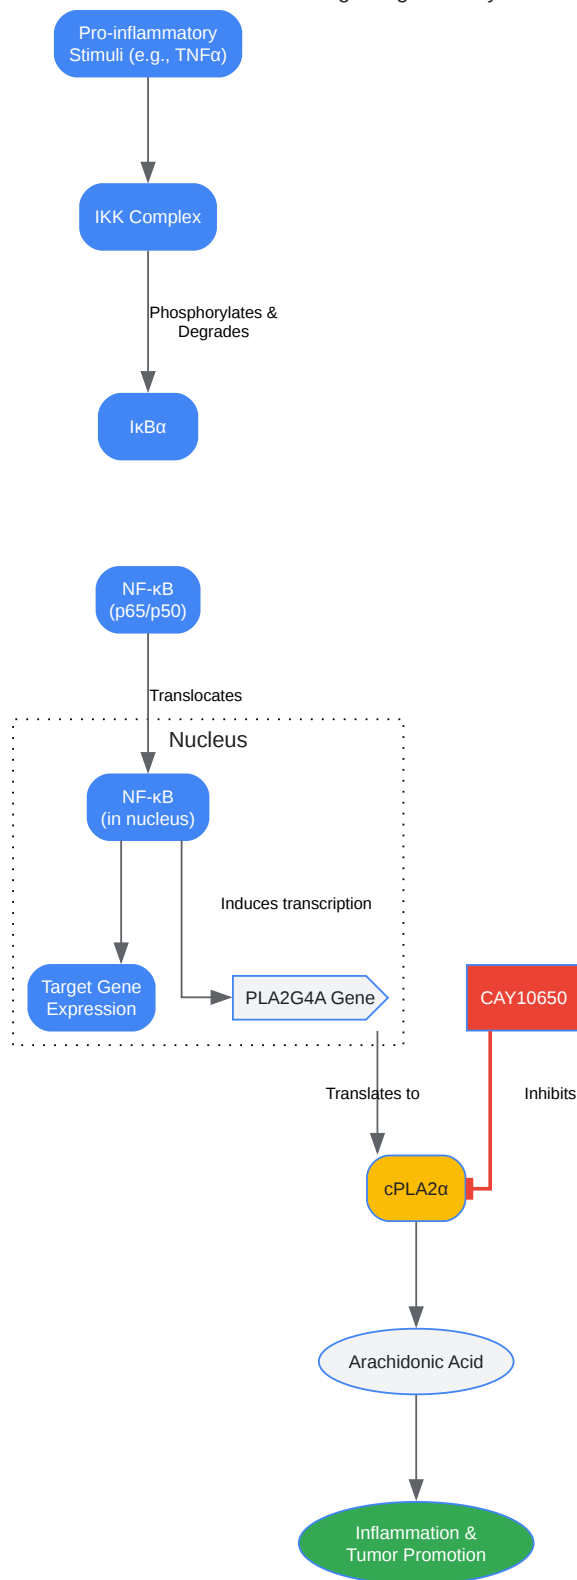 Pro-inflammatory
Stimuli (e.g., TNFα)
IKK Complex
Phosphorylates &
Degrades
IκBα
NF-κB
(p65/p50)
Translocates
Nucleus
NF-κB
(in nucleus)
Induces transcription
Target Gene
Expression
PLA2G4A Gene
CAY10650
Translates to
Inhibits
cPLA2α
Arachidonic Acid
Inflammation &
Tumor Promotion